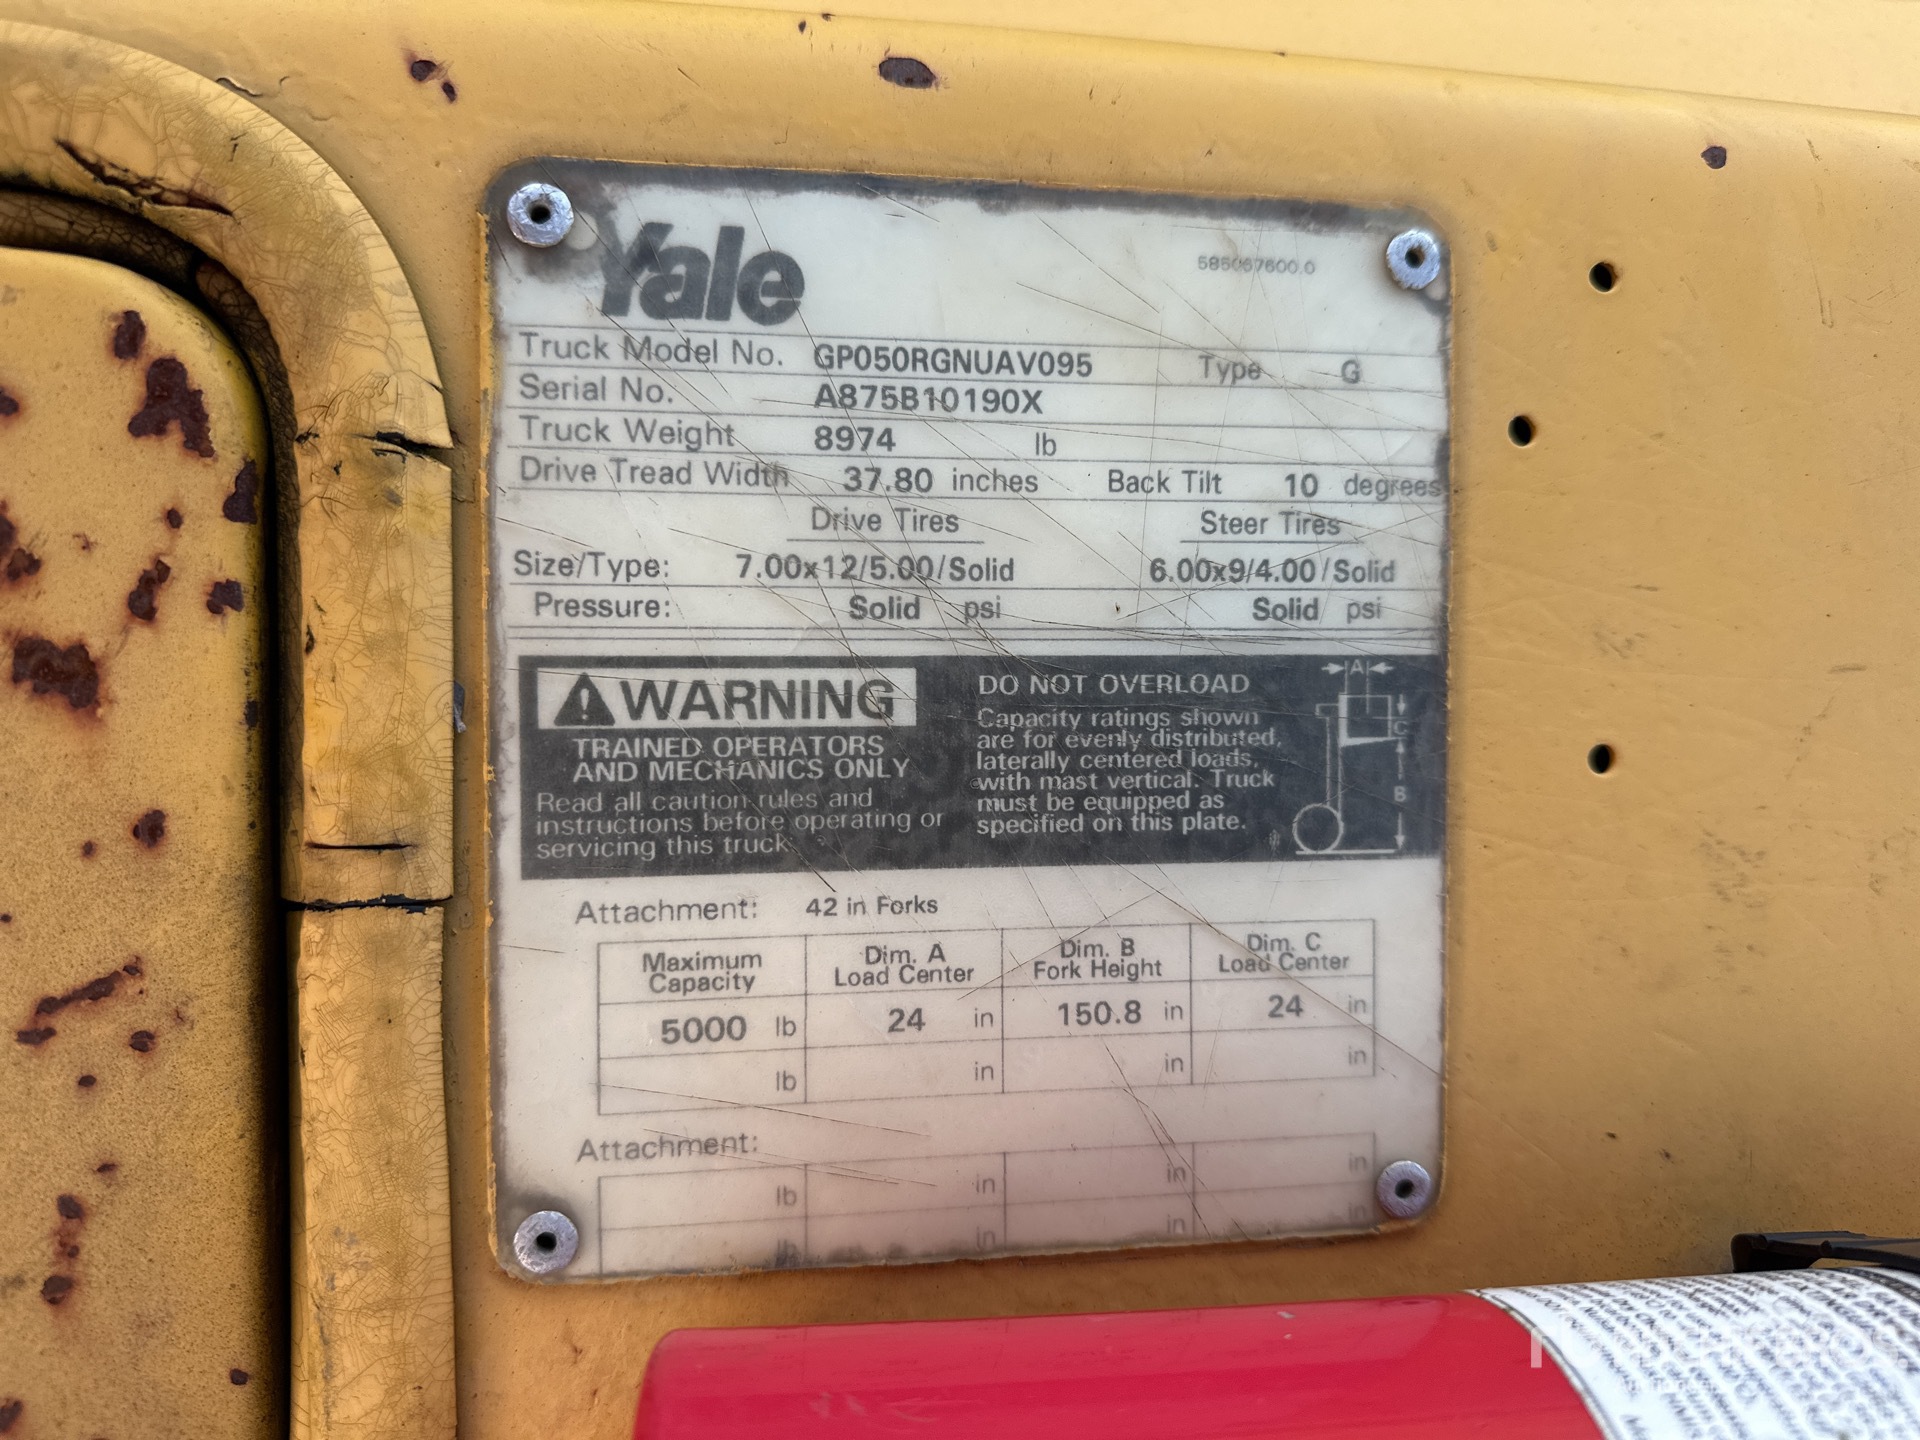 Yale
585067600.0
Truck Model No. GP050RGNUAV095 Type G
Serial No. A875B10190X
Truck Weight 8974 lb
Drive Tread Width 37.80 inches Back Tilt 10 degrees
Drive Tires Steer Tires
Size/Type: 7.00x12/5.00/Solid 6.00x9/4.00/Solid
Pressure: Solid psi Solid psi
WARNING
TRAINED OPERATORS
AND MECHANICS ONLY
Read all caution rules and
instructions before operating or
servicing this truck.
DO NOT OVERLOAD
Capacity ratings shown
are for evenly distributed,
laterally centered loads,
with mast vertical. Truck
must be equipped as
specified on this plate.
A
C
B
Attachment: 42 in Forks
Maximum Capacity Dim. A Load Center Dim. B Fork Height Dim. C Load Center
5000 lb 24 in 150.8 in 24 in
lb in in in
Attachment:
lb in in in
lb in in in